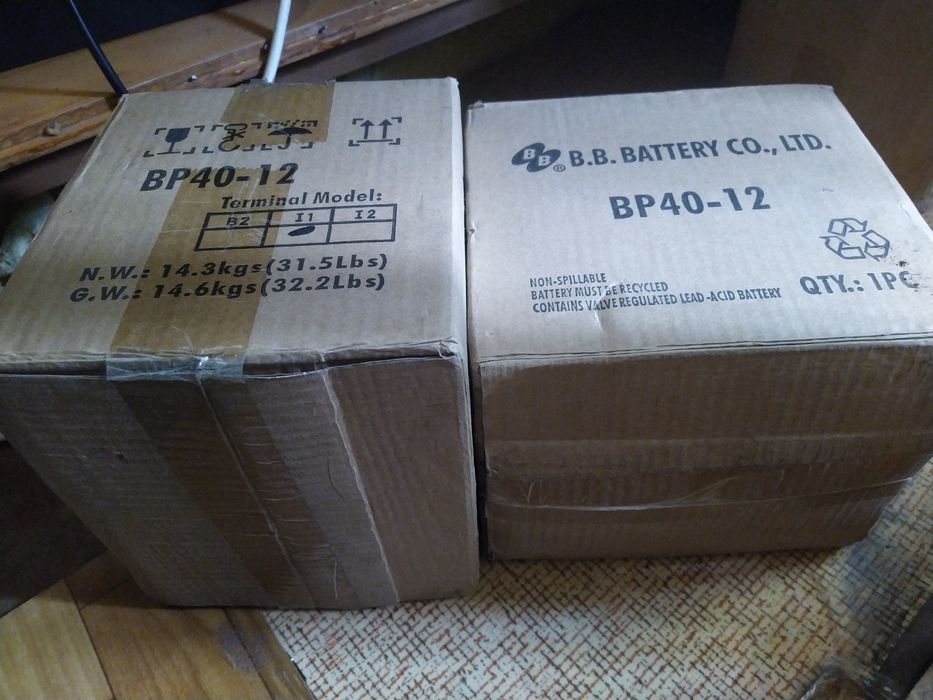 BP40-12
Terminal Model:
B2 I1 I2
N.W.: 14.3kgs(31.5Lbs)
G.W.: 14.6kgs(32.2Lbs)
BB® B.B. BATTERY CO., LTD.
BP40-12
NON-SPILLABLE
BATTERY MUST BE RECYCLED
CONTAINS VALVE REGULATED LEAD-ACID BATTERY
QTY.: 1PC